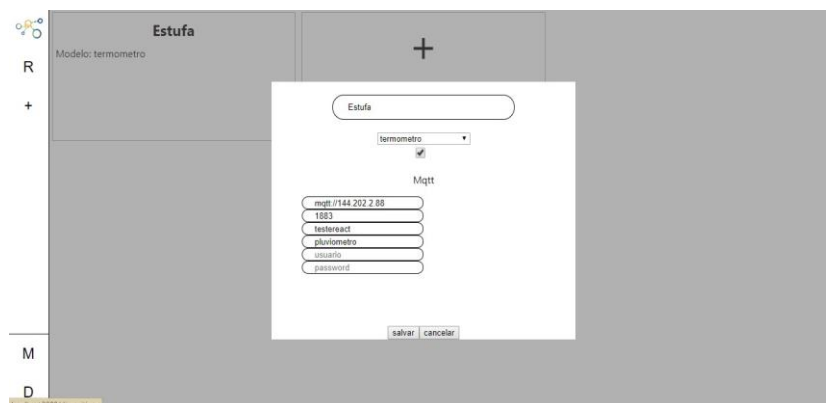 Estufa
Modelo: termometro
+
R
+
Estufa
termometro
Mqtt
mqtt://144.202.2.88
1883
testereact
pluviometro
usuario
password
salvar cancelar
M
D